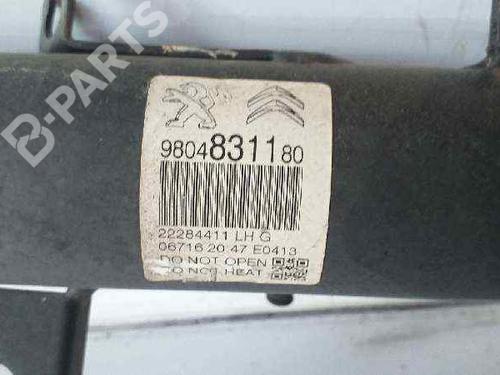 B-PARTS
9804831180
22284411 LH G
06716 20:47 E0413
DO NOT OPEN
DO NOT HEAT